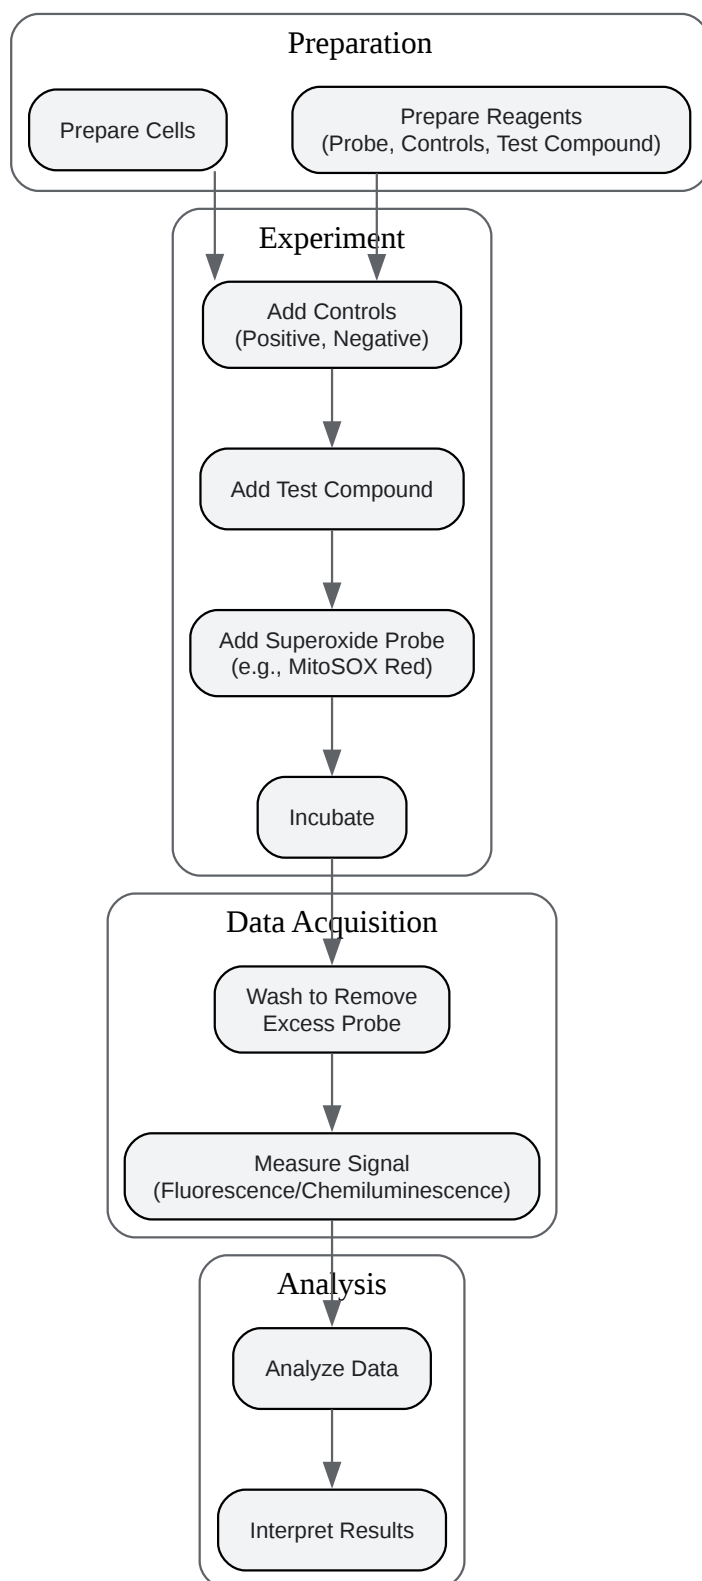 Preparation
Prepare Cells
Prepare Reagents
(Probe, Controls, Test Compound)
Experiment
Add Controls
(Positive, Negative)
Add Test Compound
Add Superoxide Probe
(e.g., MitoSOX Red)
Incubate
Data Acquisition
Wash to Remove
Excess Probe
Measure Signal
(Fluorescence/Chemiluminescence)
Analysis
Analyze Data
Interpret Results